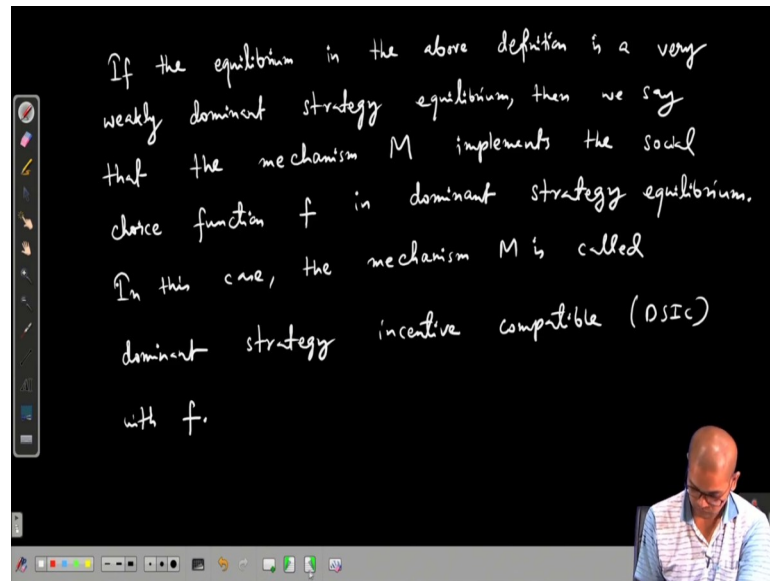 If the equilibrium in the above definition is a very
weakly dominant strategy equilibrium, then we say
that the mechanism M implements the social
choice function f in dominant strategy equilibrium.
In this case, the mechanism M is called
dominant strategy incentive compatible (DSIC)
with f.